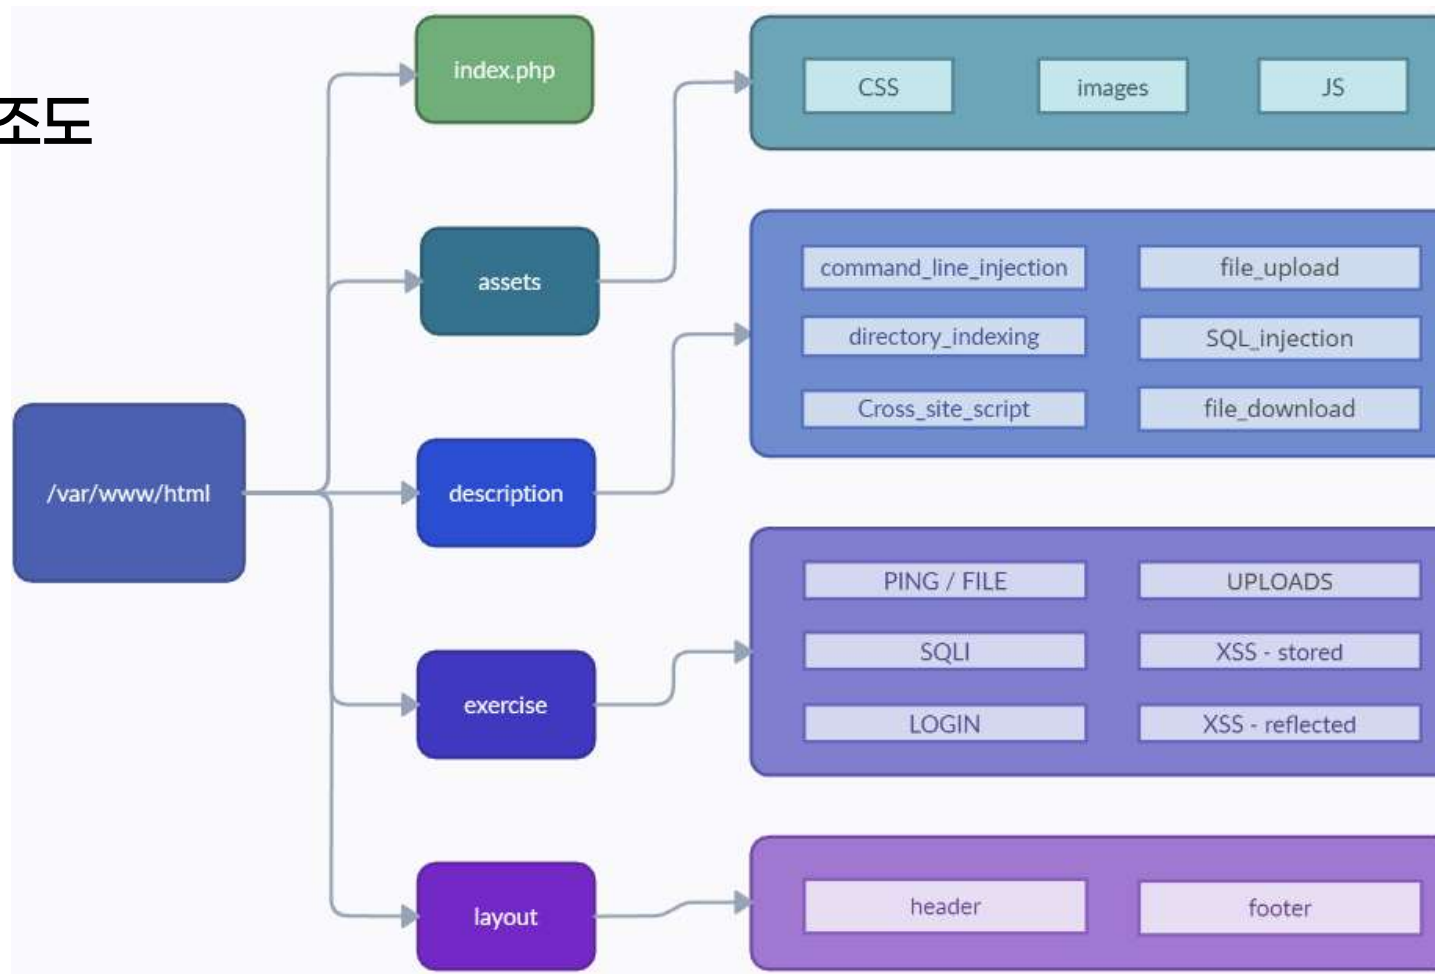 조도
index.php
CSS
images
JS
assets
command_line_injection
file_upload
directory_indexing
SQL_injection
Cross_site_script
file_download
/var/www/html
description
PING / FILE
UPLOADS
SQLI
XSS - stored
exercise
LOGIN
XSS - reflected
layout
header
footer